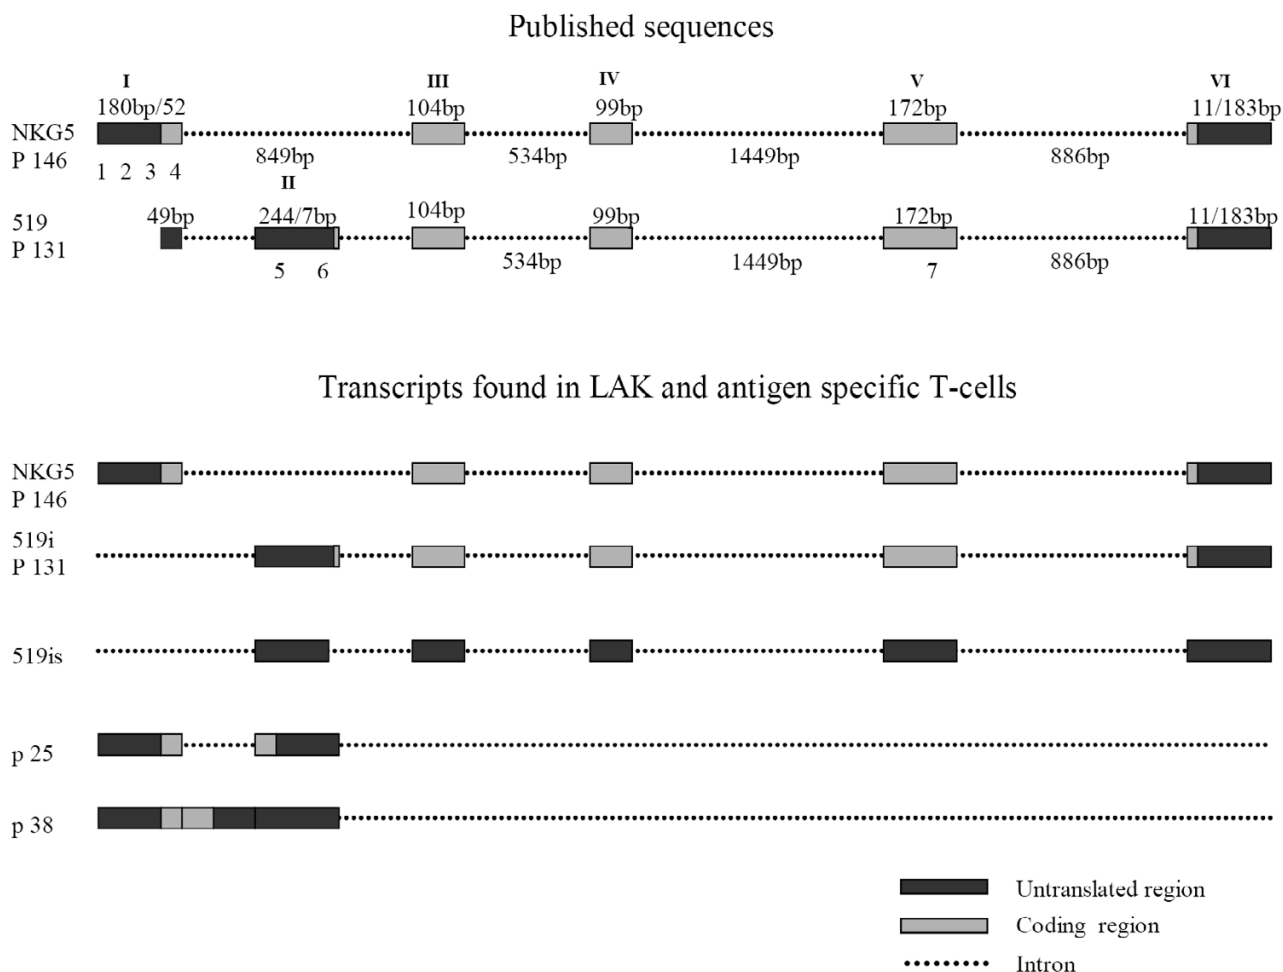 Published sequences
I III IV V VI
180bp/52 104bp 99bp 172bp 11/183bp
NKG5
P 146
849bp 534bp 1449bp 886bp
1 2 3 4
II
49bp 244/7bp 104bp 99bp 172bp 11/183bp
519
P 131
534bp 1449bp 886bp
5 6 7
Transcripts found in LAK and antigen specific T-cells
NKG5
P 146
519i
P 131
519is
p 25
p 38
Untranslated region
Coding region
Intron